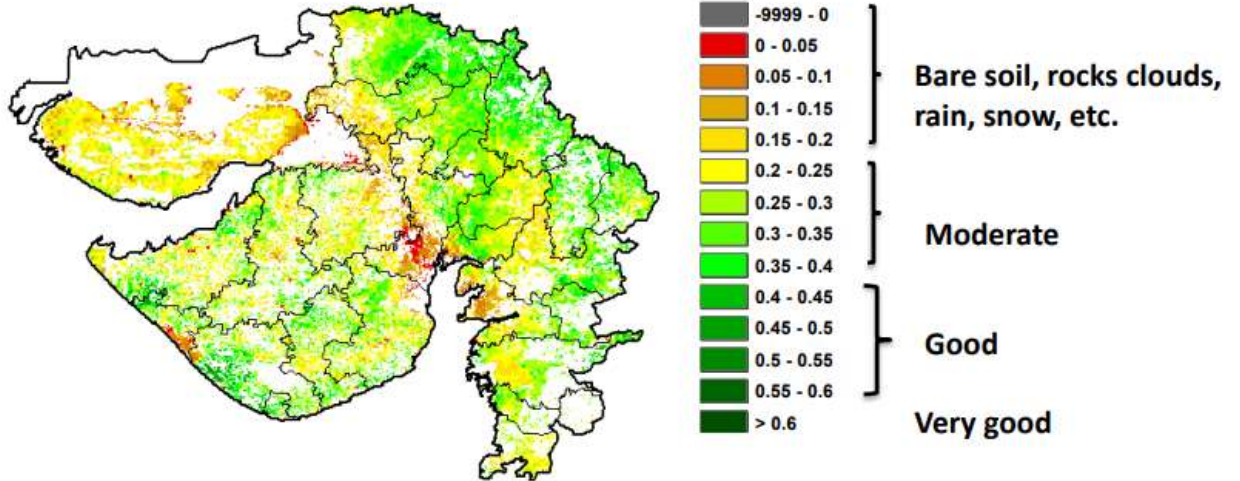 -9999 - 0
0 - 0.05
0.05 - 0.1
0.1 - 0.15
0.15 - 0.2
0.2 - 0.25
0.25 - 0.3
0.3 - 0.35
0.35 - 0.4
0.4 - 0.45
0.45 - 0.5
0.5 - 0.55
0.55 - 0.6
> 0.6
Bare soil, rocks clouds,
rain, snow, etc.
Moderate
Good
Very good